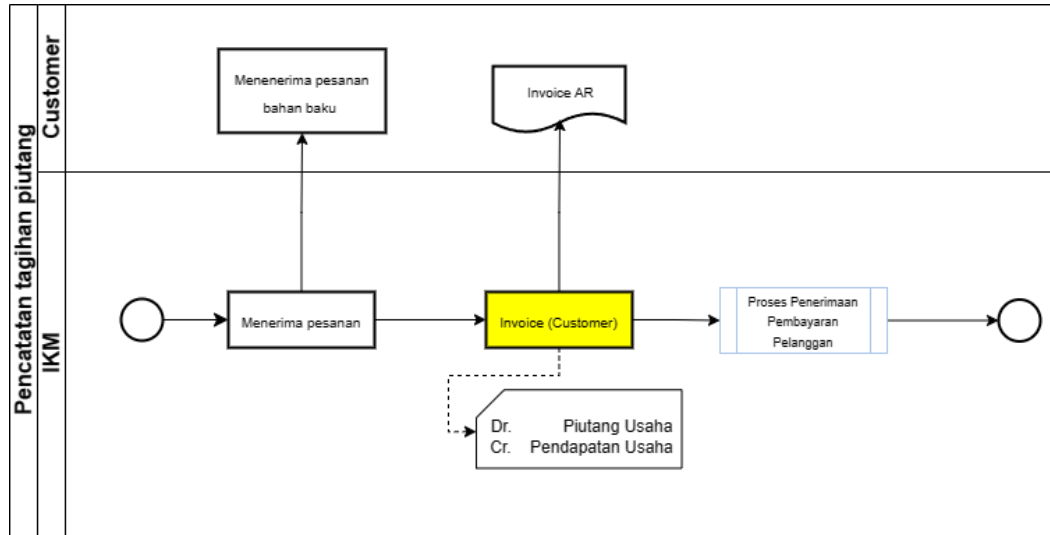 Pencatatan tagihan piutang
Customer
Menenerima pesanan
bahan baku
Invoice AR
IKM
Menerima pesanan
Invoice (Customer)
Proses Penerimaan
Pembayaran
Pelanggan
Dr. Piutang Usaha
Cr. Pendapatan Usaha